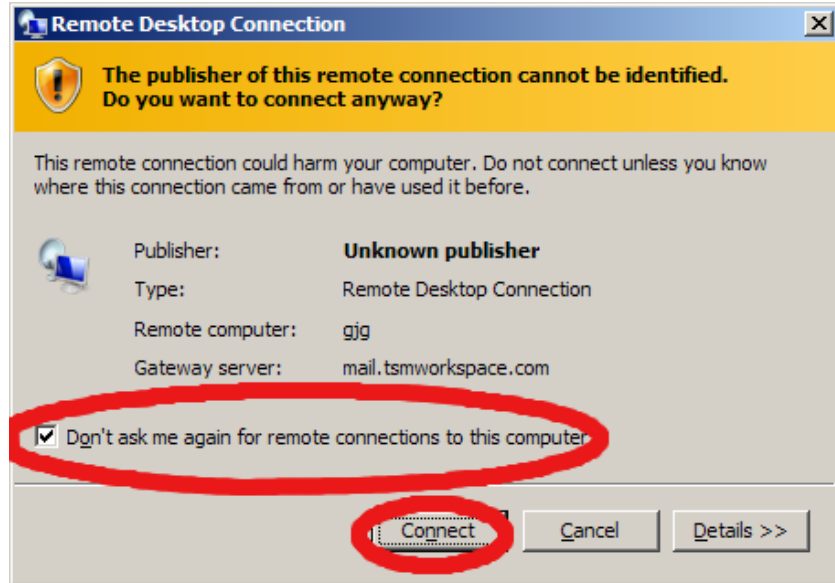 Remote Desktop Connection
The publisher of this remote connection cannot be identified.
Do you want to connect anyway?
This remote connection could harm your computer. Do not connect unless you know
where this connection came from or have used it before.
Publisher: Unknown publisher
Type: Remote Desktop Connection
Remote computer: gjg
Gateway server: mail.tsmworkspace.com
Don't ask me again for remote connections to this computer
Connect Cancel Details >>